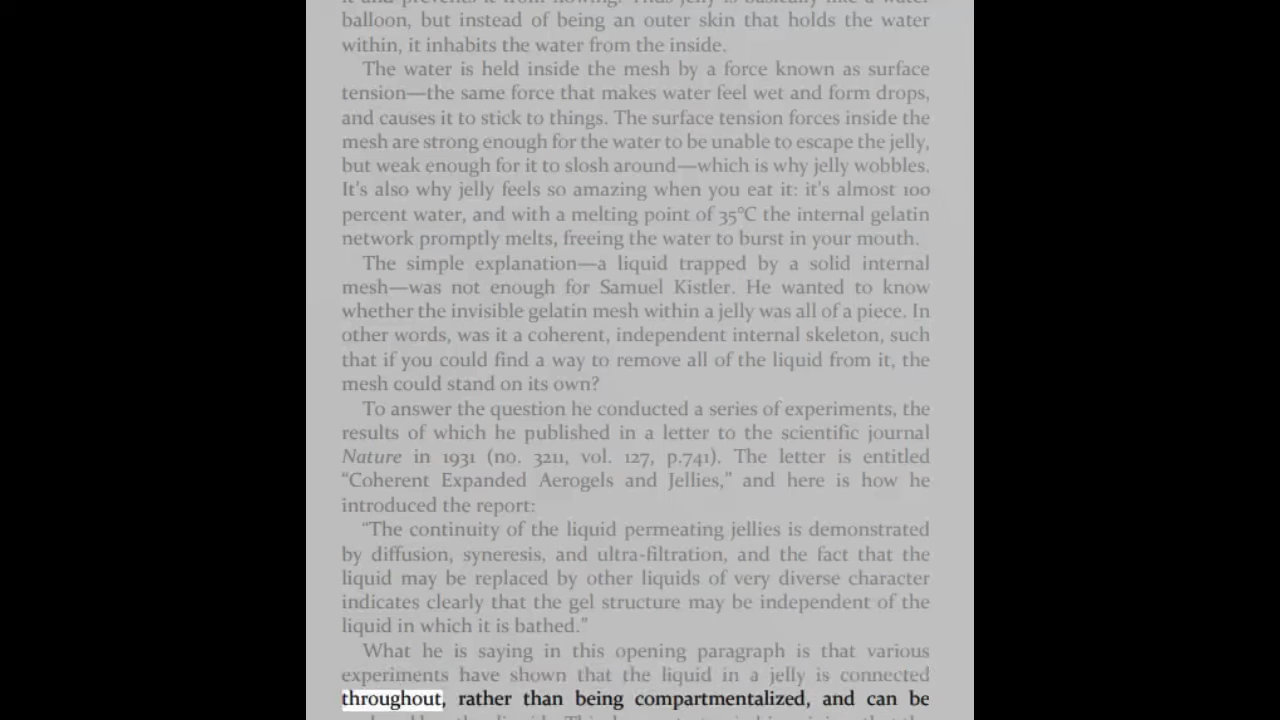 balloon, but instead of being an outer skin that holds the water
within, it inhabits the water from the inside.
The water is held inside the mesh by a force known as surface
tension—the same force that makes water feel wet and form drops,
and causes it to stick to things. The surface tension forces inside the
mesh are strong enough for the water to be unable to escape the jelly,
but weak enough for it to slosh around—which is why jelly wobbles.
It's also why jelly feels so amazing when you eat it: it's almost 100
percent water, and with a melting point of 35°C the internal gelatin
network promptly melts, freeing the water to burst in your mouth.
The simple explanation—a liquid trapped by a solid internal
mesh—was not enough for Samuel Kistler. He wanted to know
whether the invisible gelatin mesh within a jelly was all of a piece. In
other words, was it a coherent, independent internal skeleton, such
that if you could find a way to remove all of the liquid from it, the
mesh could stand on its own?
To answer the question he conducted a series of experiments, the
results of which he published in a letter to the scientific journal
Nature in 1931 (no. 3211, vol. 127, p.741). The letter is entitled
“Coherent Expanded Aerogels and Jellies,” and here is how he
introduced the report:
“The continuity of the liquid permeating jellies is demonstrated
by diffusion, syneresis, and ultra-filtration, and the fact that the
liquid may be replaced by other liquids of very diverse character
indicates clearly that the gel structure may be independent of the
liquid in which it is bathed.”
What he is saying in this opening paragraph is that various
experiments have shown that the liquid in a jelly is connected
throughout, rather than being compartmentalized, and can be